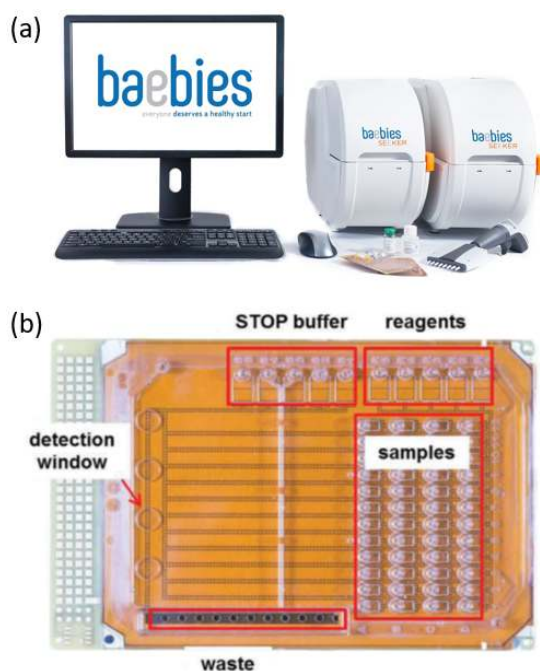 (a)
baebies
everyone deserves a healthy start
baebies
SEEKER
baebies
SEEKER
(b)
STOP buffer reagents
detection
window
samples
waste